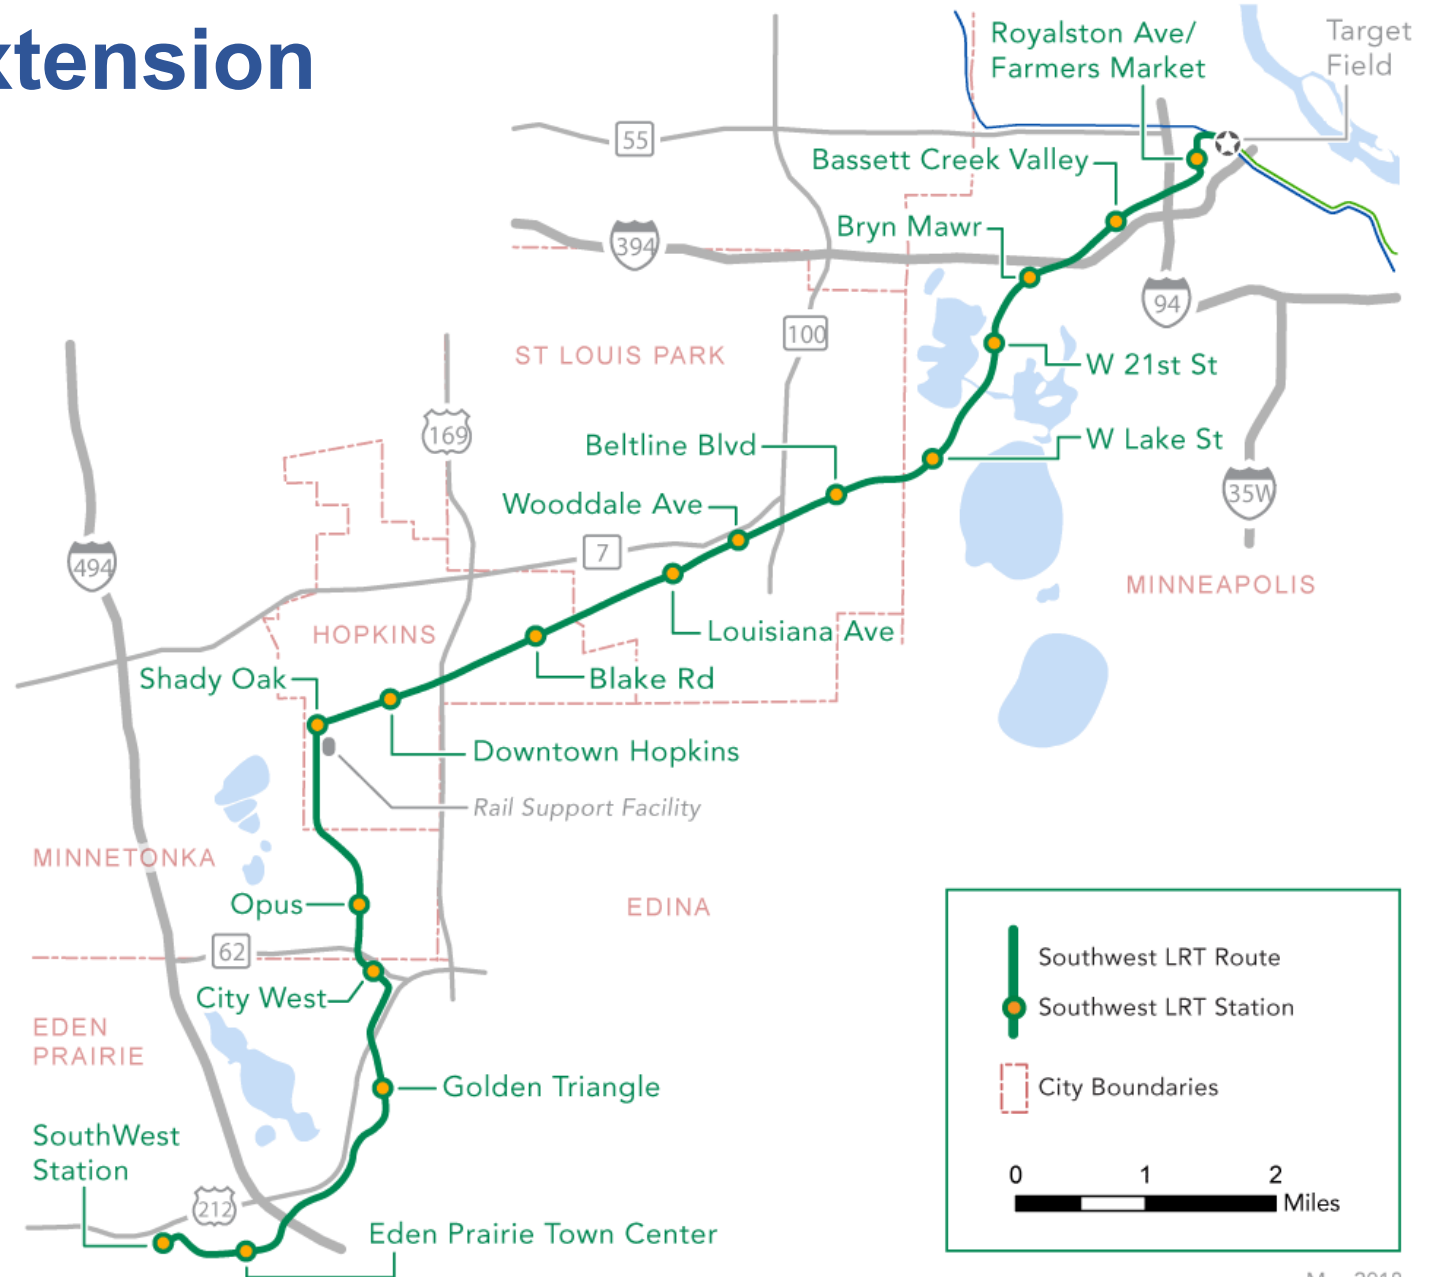 xtension
Royalston Ave/
Farmers Market
Target
Field
55
Bassett Creek Valley
Bryn Mawr
394
94
100
ST LOUIS PARK
W 21st St
169
Beltline Blvd
W Lake St
Wooddale Ave
35W
7
494
MINNEAPOLIS
HOPKINS
Louisiana Ave
Shady Oak
Blake Rd
Downtown Hopkins
Rail Support Facility
MINNETONKA
Opus
EDINA
62
City West
EDEN
PRAIRIE
Golden Triangle
SouthWest
Station
212
Eden Prairie Town Center
Southwest LRT Route
Southwest LRT Station
City Boundaries
0 1 2
Miles